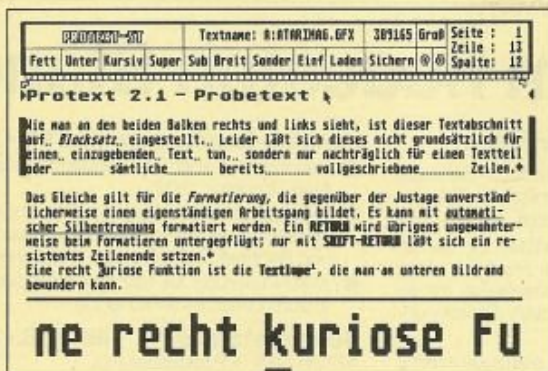 PROTEXT-ST Textname: A:ATARIMAG.GFX 309165 Groß Seite : 1
Zeile : 13
Fett Unter Kursiv Super Sub Breit Sonder Einf Laden Sichern Spalte: 12
Protext 2.1 - Probetext
Wie man an den beiden Balken rechts und links sieht, ist dieser Textabschnitt
auf Blocksatz eingestellt. Leider läßt sich dieses nicht grundsätzlich für
einen einzugebenden Text tun, sondern nur nachträglich für einen Textteil
oder sämtliche bereits vollgeschriebene Zeilen.
Das Gleiche gilt für die Formatierung, die gegenüber der Justage unverständ-
licherweise einen eigenständigen Arbeitsgang bildet. Es kann mit automati-
scher Silbentrennung formatiert werden. Ein RETURN wird übrigens ungewohnter-
weise beim Formatieren untergepflügt; nur mit SHIFT-RETURN läßt sich ein re-
sistentes Zeilenende setzen.
Eine recht kuriose Funktion ist die Textlupe¹, die man am unteren Bildrand
bewundern kann.
ne recht kuriose Fu